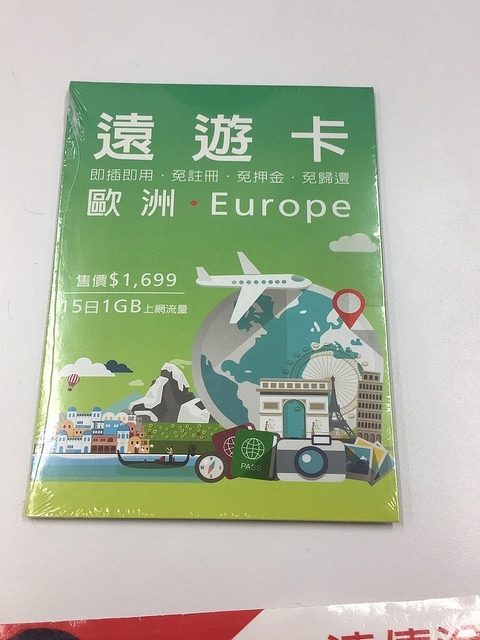 遠遊卡
即插即用・免註冊・免押金・免歸還
歐洲・Europe
售價$1,699
15日1GB上網流量
PASS